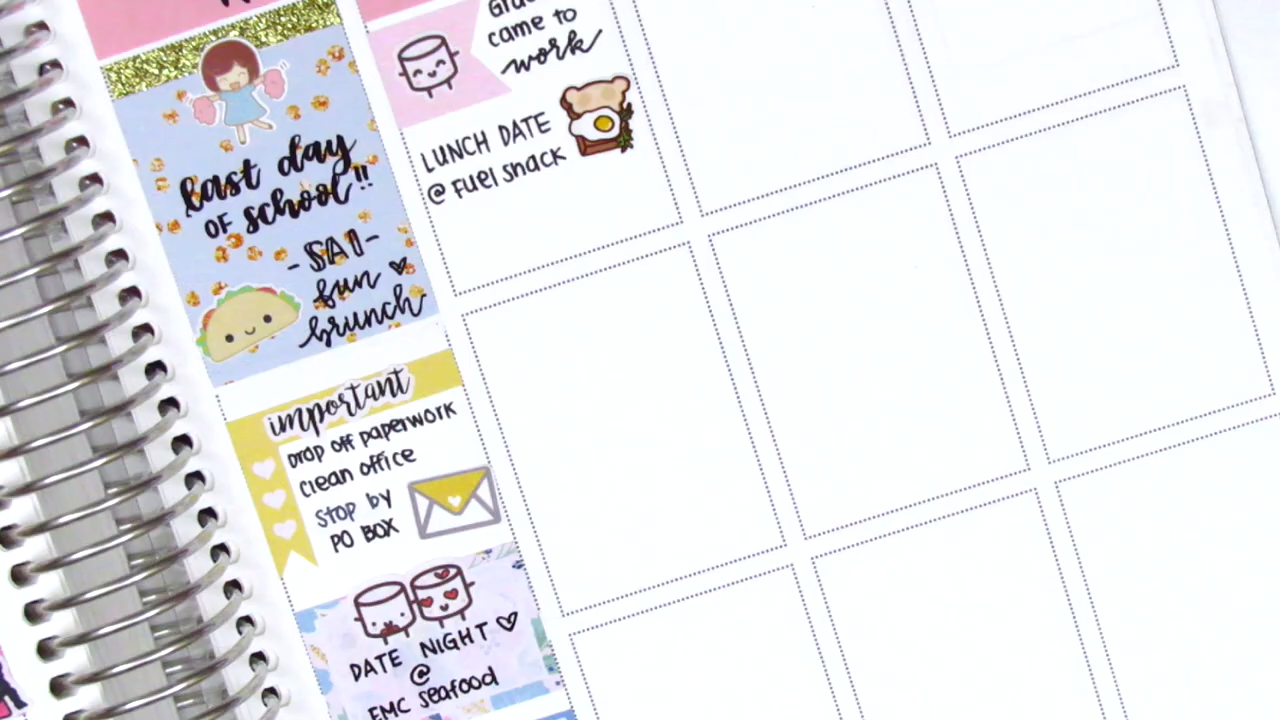 last day
OF school!!
- SAI -
fun ♡
brunch
important
Drop off paperwork
clean office
Stop by
PO BOX
DATE NIGHT ♡
@
EMC seafood
came to
work
LUNCH DATE
@ Fuel Snack